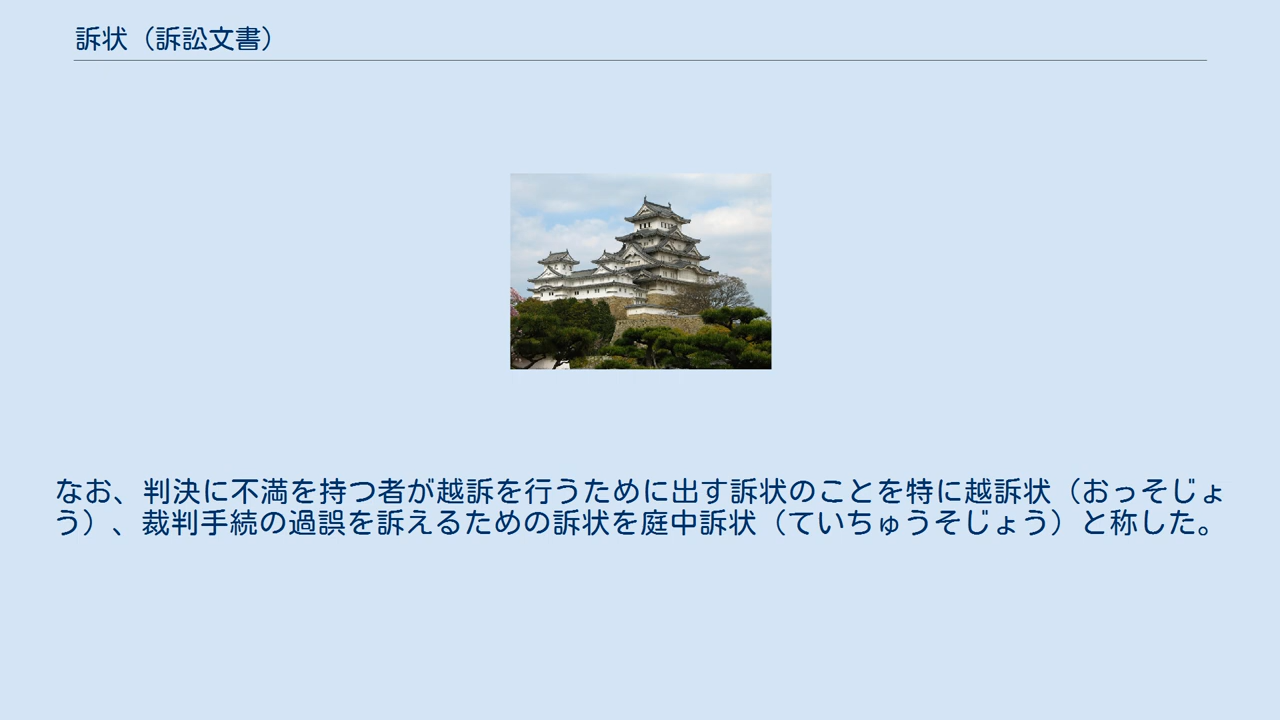 訴状（訴訟文書）
なお、判決に不満を持つ者が越訴を行うために出す訴状のことを特に越訴状（おっそじょ
う）、裁判手続の過誤を訴えるための訴状を庭中訴状（ていちゅうそじょう）と称した。